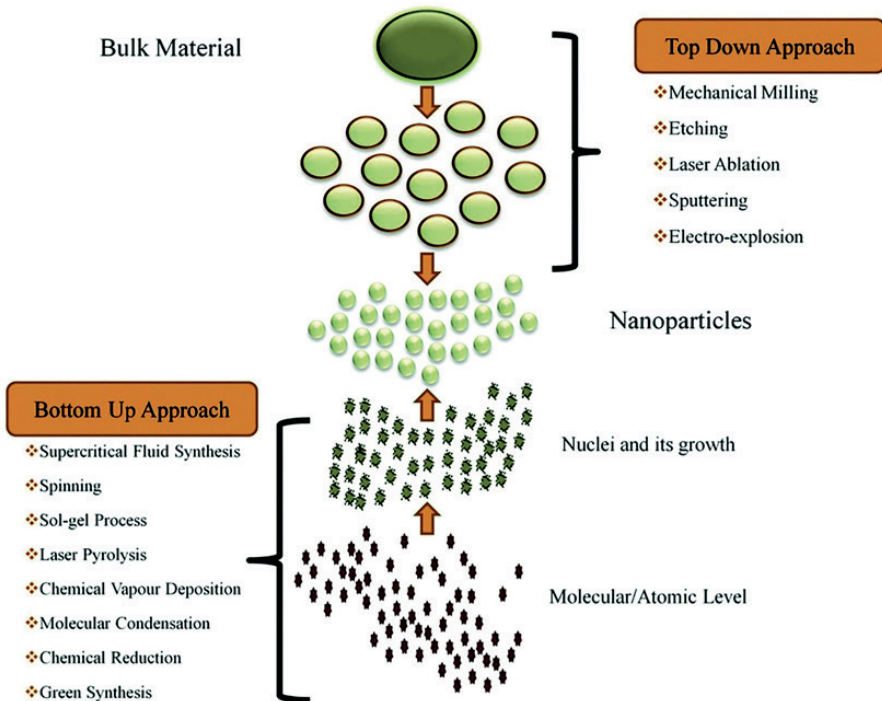 Bulk Material
Top Down Approach
❖Mechanical Milling
❖Etching
❖Laser Ablation
❖Sputtering
❖Electro-explosion
Nanoparticles
Bottom Up Approach
❖Supercritical Fluid Synthesis
❖Spinning
❖Sol-gel Process
❖Laser Pyrolysis
❖Chemical Vapour Deposition
❖Molecular Condensation
❖Chemical Reduction
❖Green Synthesis
Nuclei and its growth
Molecular/Atomic Level